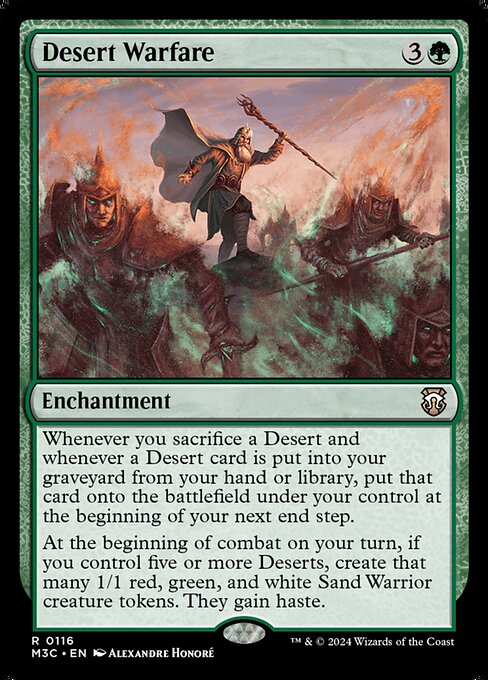 Desert Warfare 3
Enchantment
Whenever you sacrifice a Desert and
whenever a Desert card is put into your
graveyard from your hand or library, put that
card onto the battlefield under your control at
the beginning of your next end step.
At the beginning of combat on your turn, if
you control five or more Deserts, create that
many 1/1 red, green, and white Sand Warrior
creature tokens. They gain haste.
R 0116
M3C • EN ALEXANDRE HONORÉ
™ & © 2024 Wizards of the Coast